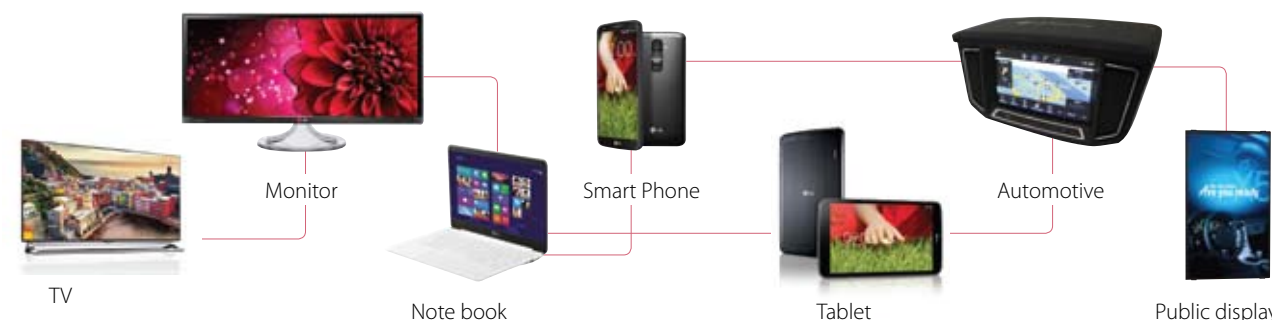 Monitor
Smart Phone
Automotive
TV
Note book
Tablet
Public display